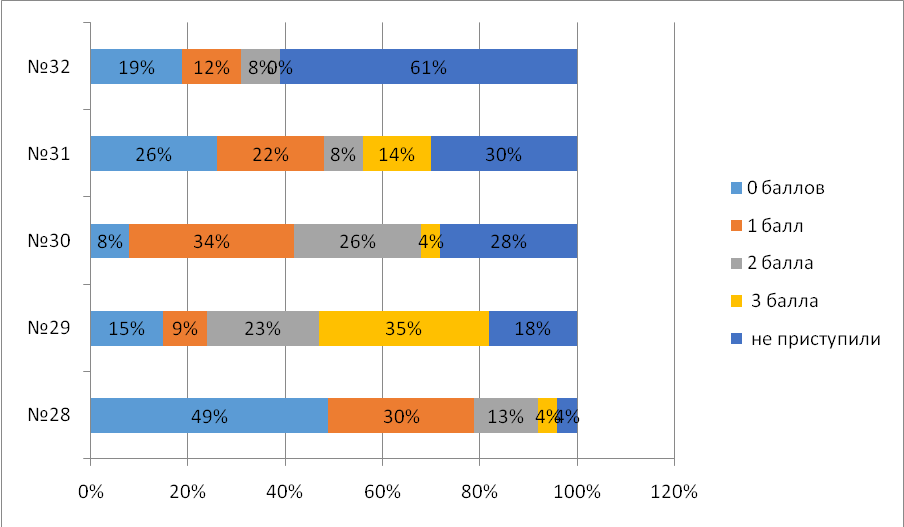 №32 19% 12% 8% 0% 61%
№31 26% 22% 8% 14% 30%
№30 8% 34% 26% 4% 28%
№29 15% 9% 23% 35% 18%
№28 49% 30% 13% 4% 4%
0% 20% 40% 60% 80% 100% 120%
0 баллов
1 балл
2 балла
3 балла
не приступили